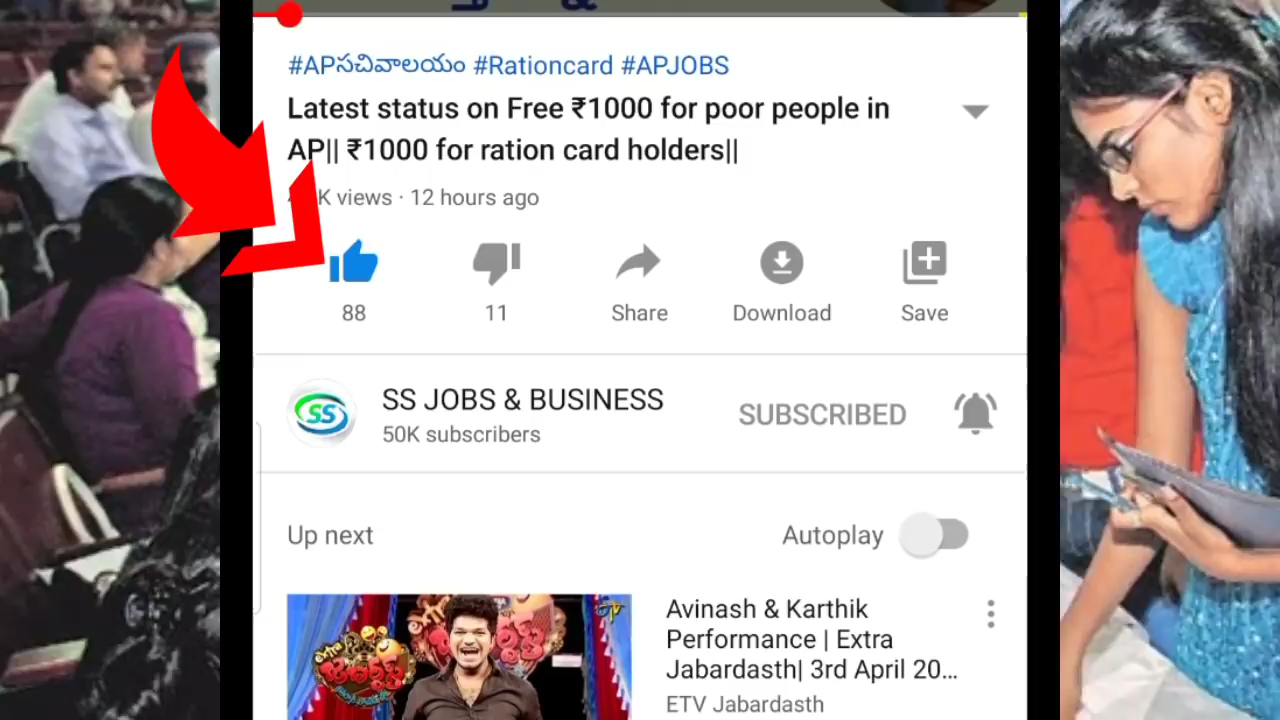 #APసచివాలయం #Rationcard #APJOBS
Latest status on Free ₹1000 for poor people in
AP|| ₹1000 for ration card holders||
K views · 12 hours ago
88
11
Share
Download
Save
SS
SS JOBS & BUSINESS
50K subscribers
SUBSCRIBED
Up next
Autoplay
Avinash & Karthik
Performance | Extra
Jabardasth| 3rd April 20...
ETV Jabardasth